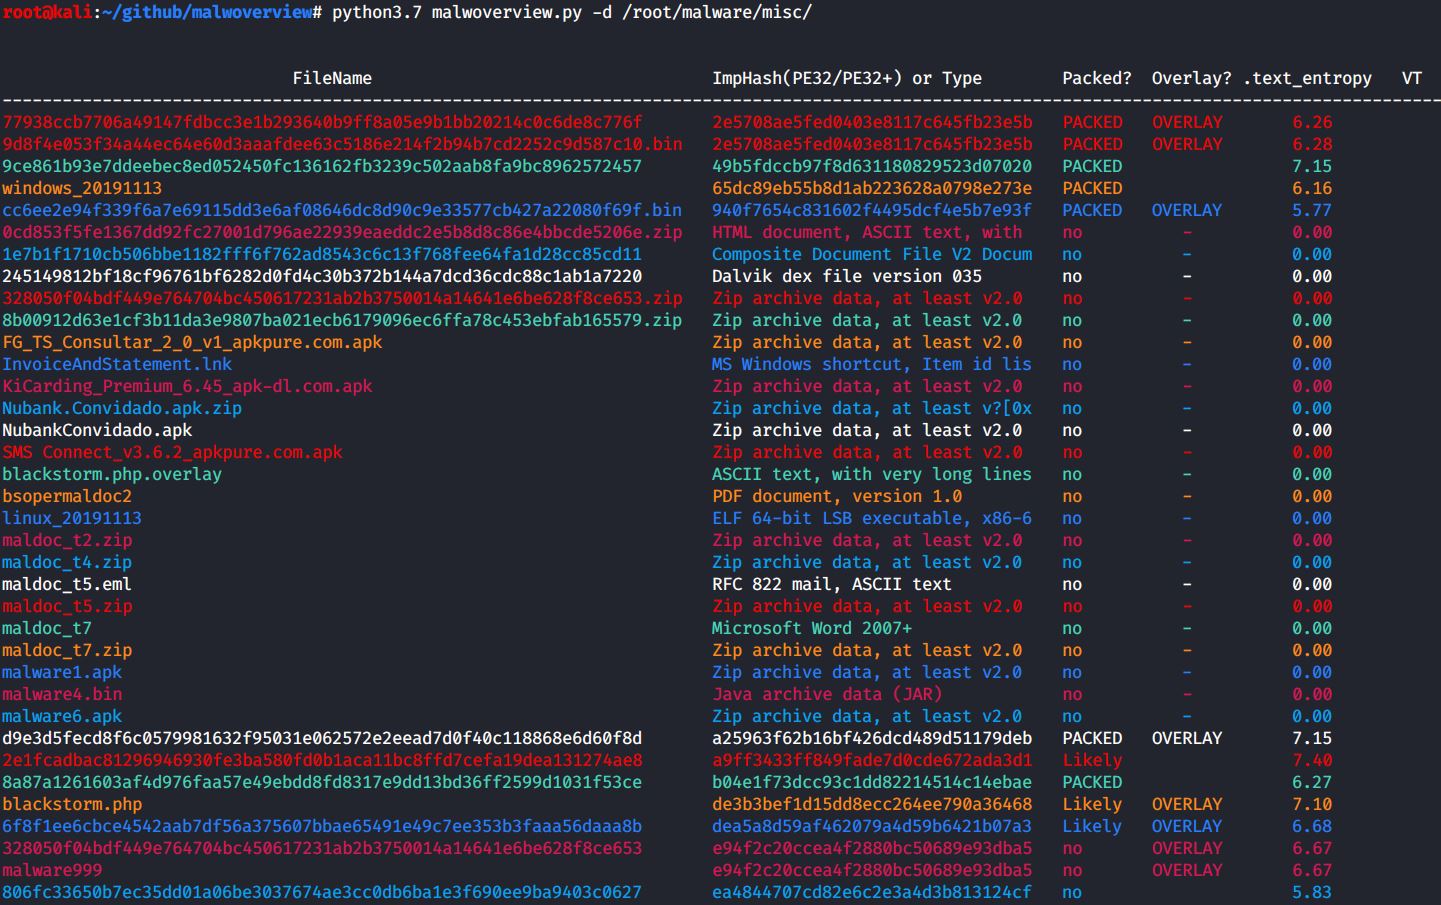 root@kali:~/github/malwoverview# python3.7 malwoverview.py -d /root/malware/misc/
FileName ImpHash(PE32/PE32+) or Type Packed? Overlay? .text_entropy VT
77938ccb7706a49147fdbcc3e1b293640b9ff8a05e9b1bb20214c0c6de8c776f 2e5708ae5fed0403e8117c645fb23e5b PACKED OVERLAY 6.26
9d8f4e053f34a44ec64e60d3aaafdee63c5186e214f2b94b7cd2252c9d587c10.bin 2e5708ae5fed0403e8117c645fb23e5b PACKED OVERLAY 6.28
9ce861b93e7ddeebec8ed052450fc136162fb3239c502aab8fa9bc8962572457 49b5fdccb97f8d631180829523d07020 PACKED 7.15
windows_20191113 65dc89eb55b8d1ab223628a0798e273e PACKED 6.16
cc6ee2e94f339f6a7e69115dd3e6af08646dc8d90c9e33577cb427a22080f69f.bin 940f7654c831602f4495dcf4e5b7e93f PACKED OVERLAY 5.77
0cd853f5fe1367dd92fc27001d796ae22939eaeddc2e5b8d8c86e4bbcde5206e.zip HTML document, ASCII text, with no - 0.00
1e7b1f1710cb506bbe1182fff6f762ad8543c6c13f768fee64fa1d28cc85cd11 Composite Document File V2 Docum no - 0.00
245149812bf18cf96761bf6282d0fd4c30b372b144a7dcd36cdc88c1ab1a7220 Dalvik dex file version 035 no - 0.00
328050f04bdf449e764704bc450617231ab2b3750014a14641e6be628f8ce653.zip Zip archive data, at least v2.0 no - 0.00
8b00912d63e1cf3b11da3e9807ba021ecb6179096ec6ffa78c453ebfab165579.zip Zip archive data, at least v2.0 no - 0.00
FG_TS_Consultar_2_0_v1_apkpure.com.apk Zip archive data, at least v2.0 no - 0.00
InvoiceAndStatement.lnk MS Windows shortcut, Item id lis no - 0.00
KiCarding_Premium_6.45_apk-dl.com.apk Zip archive data, at least v2.0 no - 0.00
Nubank.Convidado.apk.zip Zip archive data, at least v?[0x no - 0.00
NubankConvidado.apk Zip archive data, at least v2.0 no - 0.00
SMS Connect_v3.6.2_apkpure.com.apk Zip archive data, at least v2.0 no - 0.00
blackstorm.php.overlay ASCII text, with very long lines no - 0.00
bsopermaldoc2 PDF document, version 1.0 no - 0.00
linux_20191113 ELF 64-bit LSB executable, x86-6 no - 0.00
maldoc_t2.zip Zip archive data, at least v2.0 no - 0.00
maldoc_t4.zip Zip archive data, at least v2.0 no - 0.00
maldoc_t5.eml RFC 822 mail, ASCII text no - 0.00
maldoc_t5.zip Zip archive data, at least v2.0 no - 0.00
maldoc_t7 Microsoft Word 2007+ no - 0.00
maldoc_t7.zip Zip archive data, at least v2.0 no - 0.00
malware1.apk Zip archive data, at least v2.0 no - 0.00
malware4.bin Java archive data (JAR) no - 0.00
malware6.apk Zip archive data, at least v2.0 no - 0.00
d9e3d5fecd8f6c0579981632f95031e062572e2eead7d0f40c118868e6d60f8d a25963f62b16bf426dcd489d51179deb PACKED OVERLAY 7.15
2e1fcadbac81296946930fe3ba580fd0b1aca11bc8ffd7cefa19dea131274ae8 a9ff3433ff849fade7d0cde672ada3d1 Likely 7.40
8a87a1261603af4d976faa57e49ebdd8fd8317e9dd13bd36ff2599d1031f53ce b04e1f73dcc93c1dd82214514c14ebae PACKED 6.27
blackstorm.php de3b3bef1d15dd8ecc264ee790a36468 Likely OVERLAY 7.10
6f8f1ee6cbce4542aab7df56a375607bbae65491e49c7ee353b3faaa56daaa8b dea5a8d59af462079a4d59b6421b07a3 Likely OVERLAY 6.68
328050f04bdf449e764704bc450617231ab2b3750014a14641e6be628f8ce653 e94f2c20ccea4f2880bc50689e93dba5 no OVERLAY 6.67
malware999 e94f2c20ccea4f2880bc50689e93dba5 no OVERLAY 6.67
806fc33650b7ec35dd01a06be3037674ae3cc0db6ba1e3f690ee9ba9403c0627 ea4844707cd82e6c2e3a4d3b813124cf no 5.83